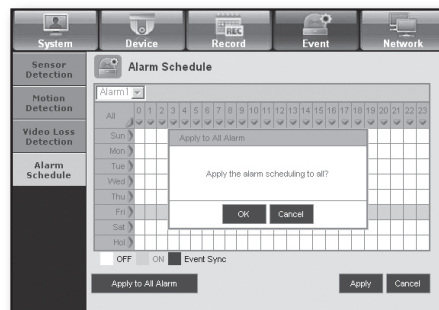 System
Device
REC
Record
Event
Network
Sensor
Detection
Motion
Detection
Video Loss
Detection
Alarm
Schedule
Alarm Schedule
Alarm1
All 0 1 2 3 4 5 6 7 8 9 10 11 12 13 14 15 16 17 18 19 20 21 22 23
Sun
Mon
Tue
Wed
Thu
Fri
Sat
Hol
Apply to All Alarm
Apply the alarm scheduling to all?
OK Cancel
OFF ON Event Sync
Apply to All Alarm
Apply Cancel